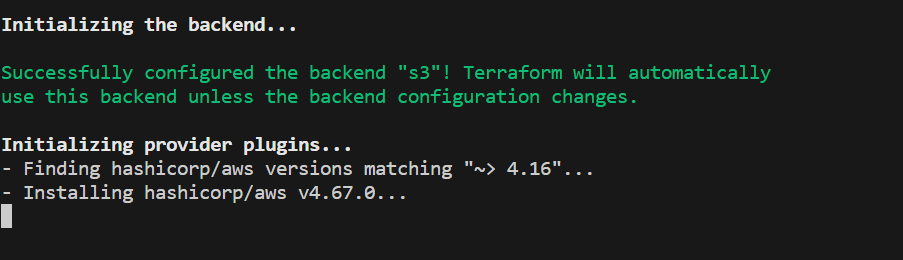 Initializing the backend...
Successfully configured the backend "s3"! Terraform will automatically
use this backend unless the backend configuration changes.
Initializing provider plugins...
- Finding hashicorp/aws versions matching "~> 4.16"...
- Installing hashicorp/aws v4.67.0...